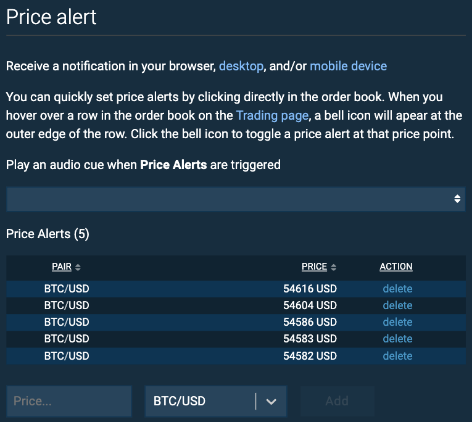 Price alert
Receive a notification in your browser, desktop, and/or mobile device
You can quickly set price alerts by clicking directly in the order book. When you
hover over a row in the order book on the Trading page, a bell icon will apear at the
outer edge of the row. Click the bell icon to toggle a price alert at that price point.
Play an audio cue when Price Alerts are triggered
Price Alerts (5)
PAIR PRICE ACTION
BTC/USD 54616 USD delete
BTC/USD 54604 USD delete
BTC/USD 54586 USD delete
BTC/USD 54583 USD delete
BTC/USD 54582 USD delete
Price... BTC/USD Add